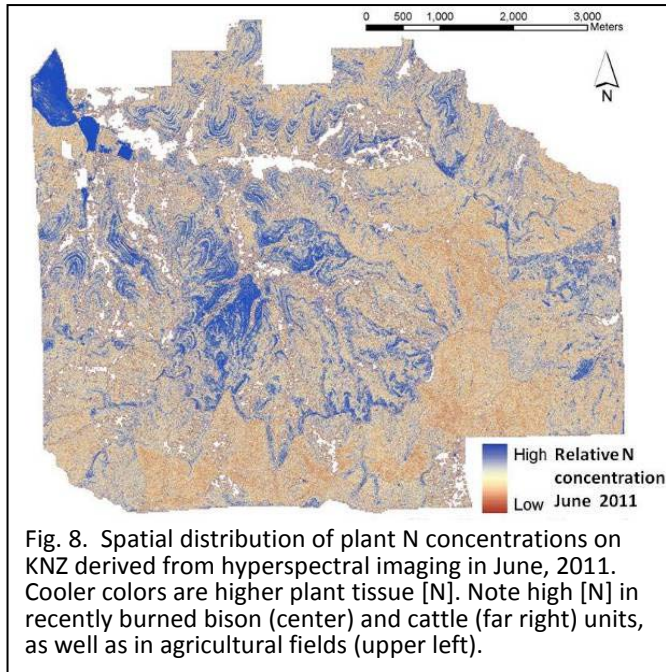 0 500 1,000 2,000 3,000
Meters
N
High Relative N
concentration
Low June 2011
Fig. 8. Spatial distribution of plant N concentrations on
KNZ derived from hyperspectral imaging in June, 2011.
Cooler colors are higher plant tissue [N]. Note high [N] in
recently burned bison (center) and cattle (far right) units,
as well as in agricultural fields (upper left).